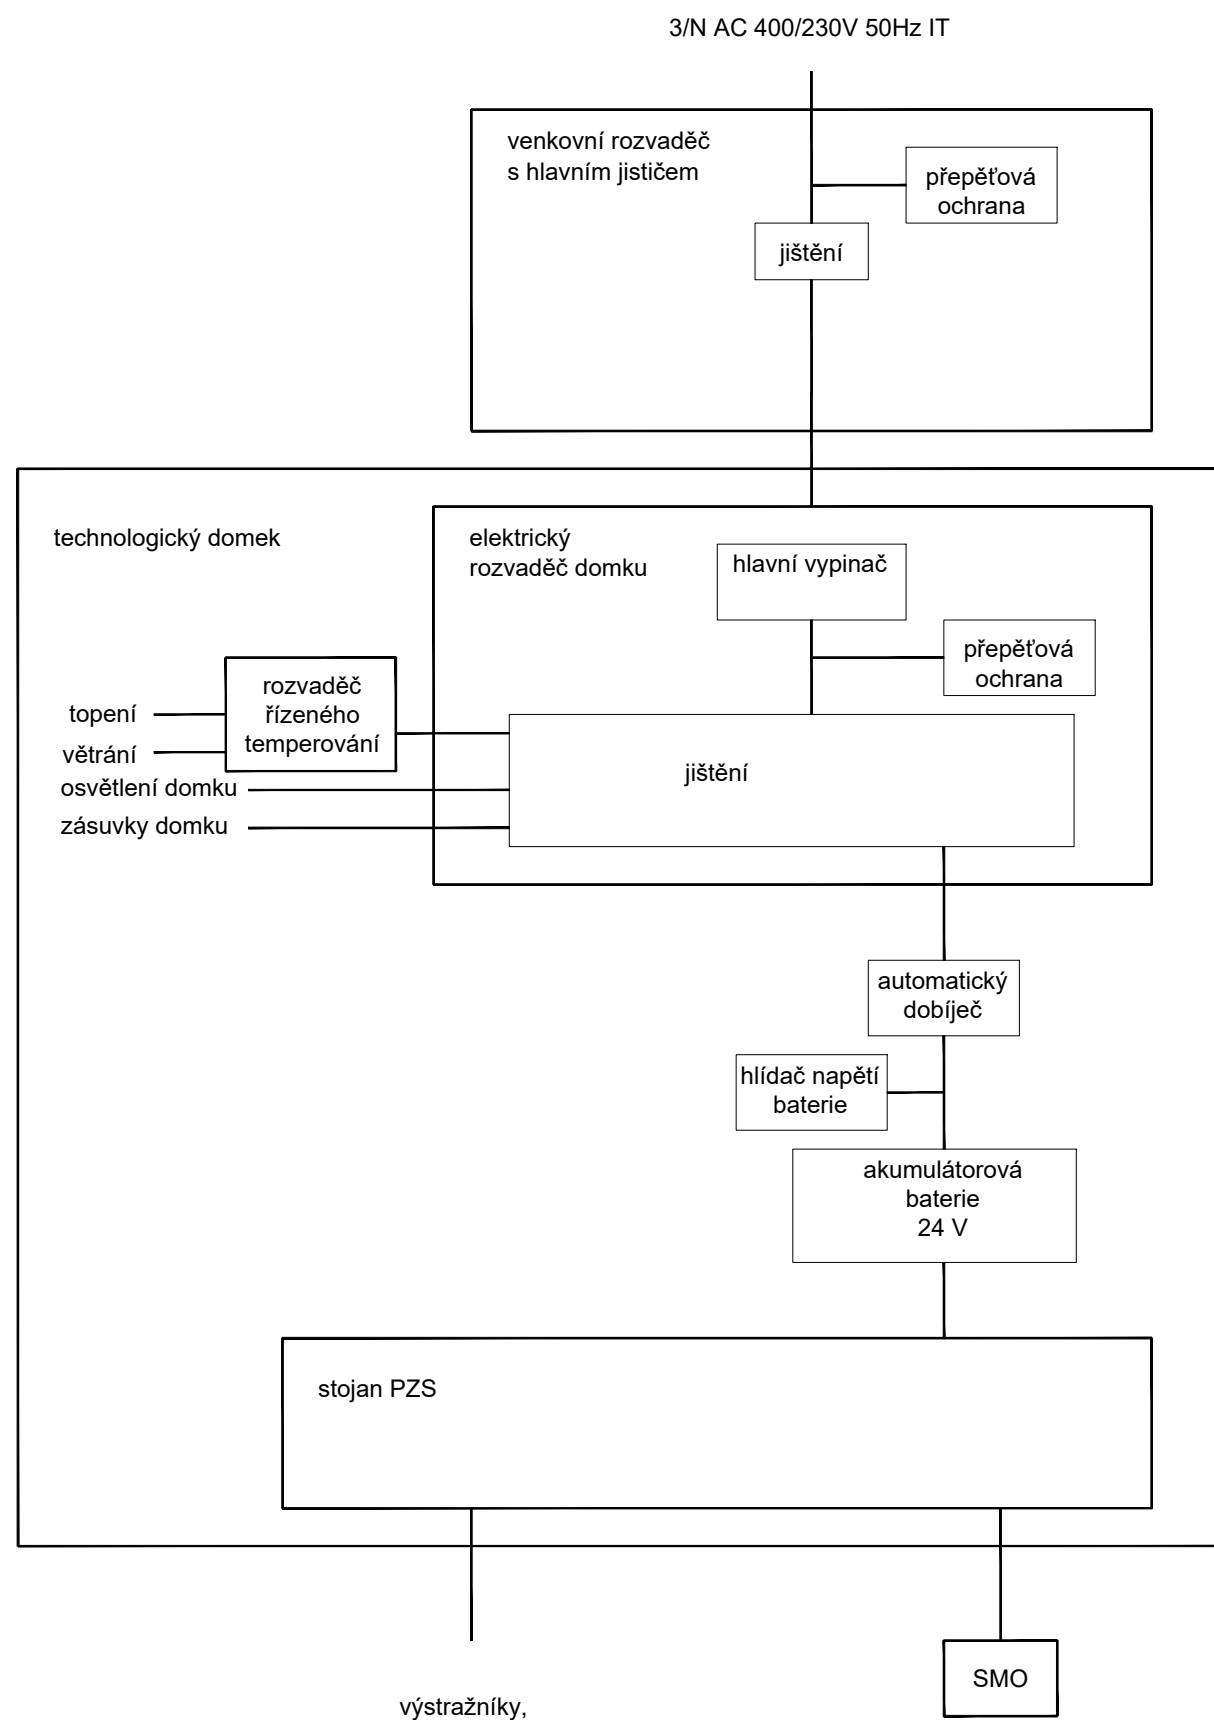 3/N AC 400/230V 50Hz IT
venkovní rozvaděč
s hlavním jističem
přepěťová
ochrana
jištění
technologický domek
elektrický
rozvaděč domku
hlavní vypinač
přepěťová
ochrana
rozvaděč
řízeného
temperování
topení
větrání
osvětlení domku
zásuvky domku
jištění
automatický
dobíječ
hlídač napětí
baterie
akumulátorová
baterie
24 V
stojan PZS
SMO
výstražníky,